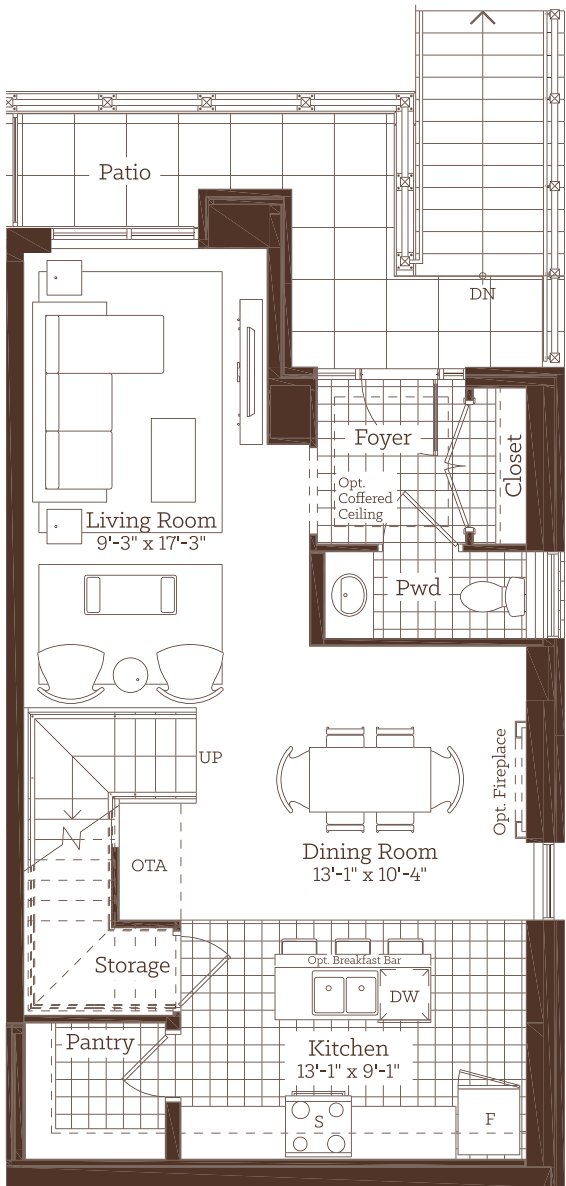 Patio
DN
Foyer
Opt.
Coffered
Ceiling
Closet
Living Room
9'-3" x 17'-3"
Pwd
UP
Opt. Fireplace
OTA
Dining Room
13'-1" x 10'-4"
Storage
Opt. Breakfast Bar
DW
Pantry
Kitchen
13'-1" x 9'-1"
S
F